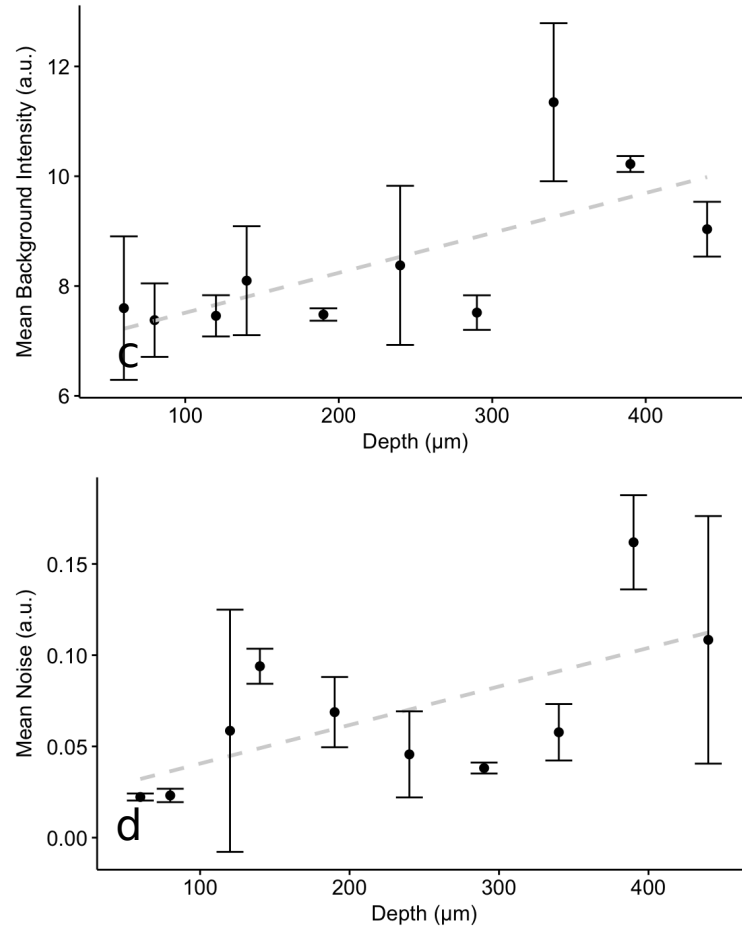 Mean Background Intensity (a.u.)
12
10
8
6
c
100 200 300 400
Depth (µm)
Mean Noise (a.u.)
0.15
0.10
0.05
0.00
d
100 200 300 400
Depth (µm)